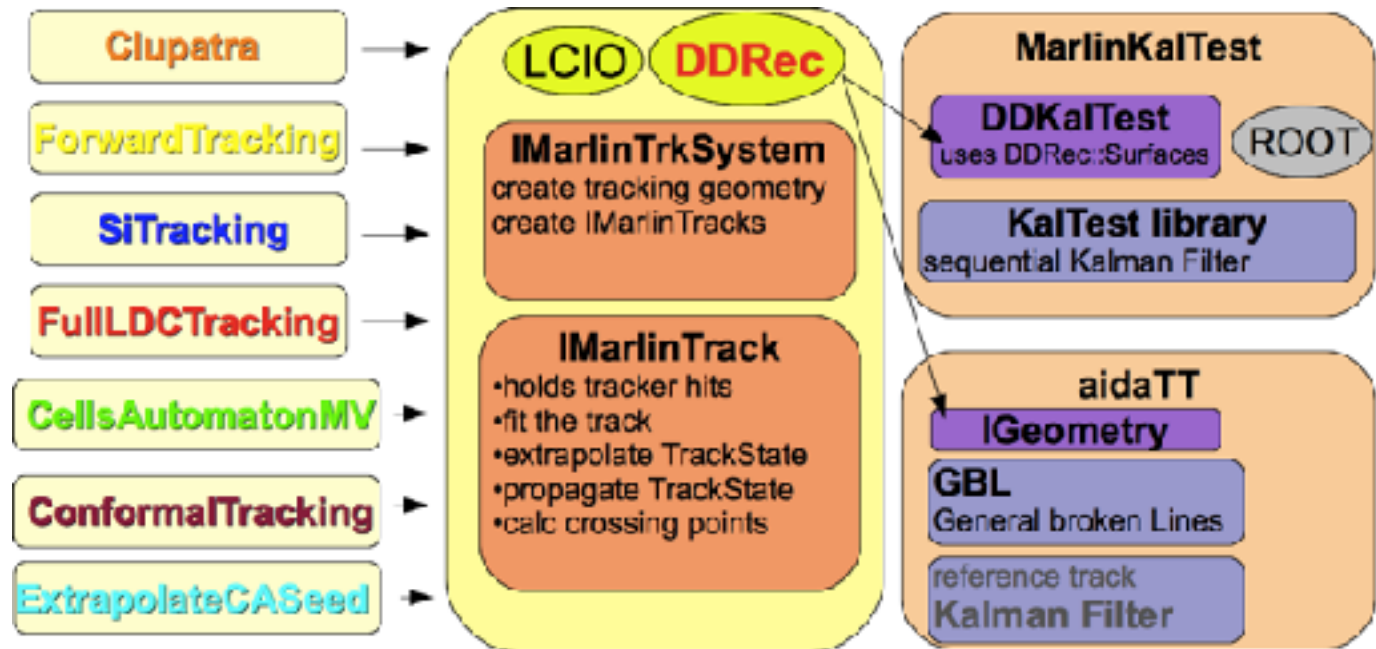 Clupatra
ForwardTracking
SiTracking
FullLDCTracking
CellsAutomatonMV
ConformalTracking
ExtrapolateCASeed
LCIO
DDRec
IMarlinTrkSystem
create tracking geometry
create IMarlinTracks
IMarlinTrack
•holds tracker hits
•fit the track
•extrapolate TrackState
•propagate TrackState
•calc crossing points
MarlinKalTest
DDKalTest
uses DDRec::Surfaces
ROOT
KalTest library
sequential Kalman Filter
aidaTT
IGeometry
GBL
General broken Lines
reference track
Kalman Filter